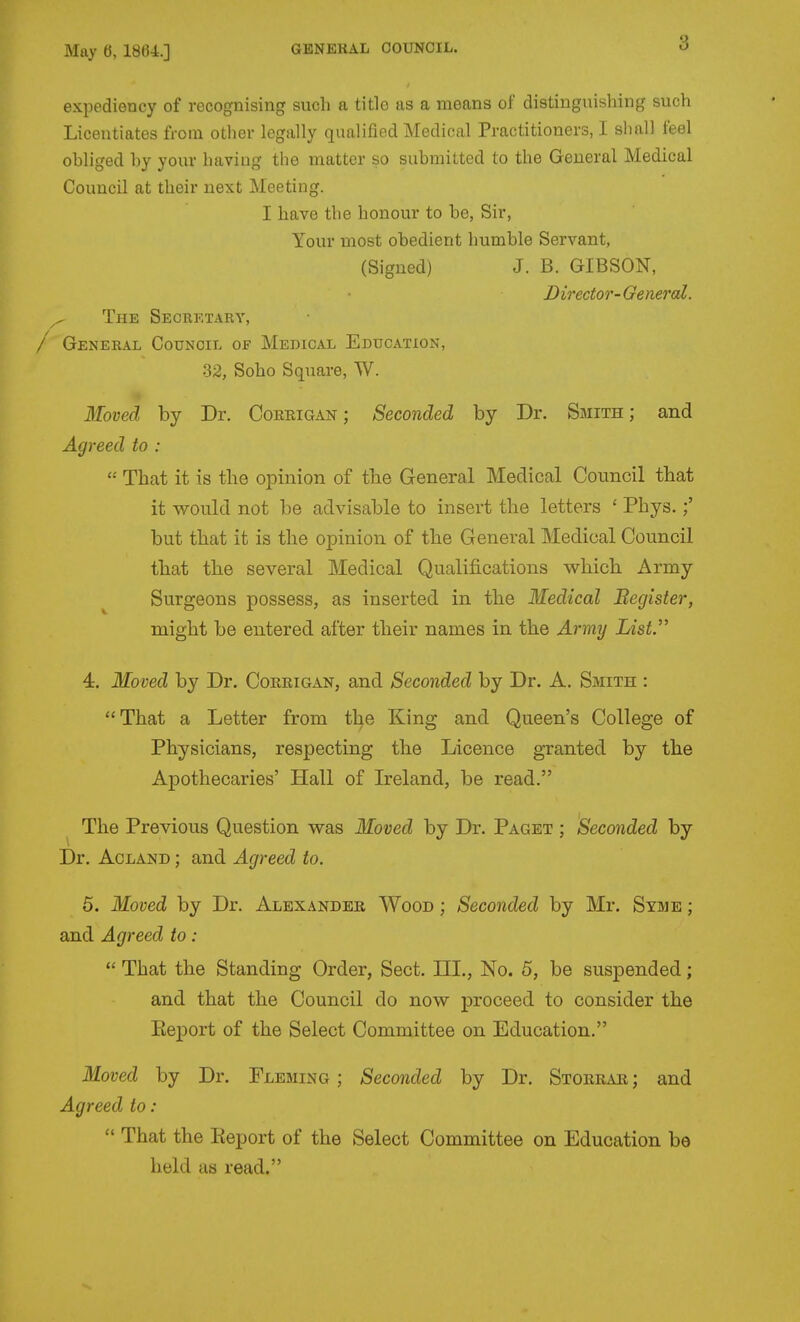 May 6, 1864.] GENERAL COUNCIL. 3
expediency of recognising such a title as a means of distinguishing such
Licentiates from other legally qualified Medical Practitioners, I shall feel
obliged by your having the matter so submitted to the General Medical
Council at their next Meeting.
I have the honour to be, Sir,
Your most obedient humble Servant,
(Signed) J. B. GIBSON,
Director-General.
The Secretary,
General Council of Medical Education,
32, Soho Square, W.
Moved by Dr. Corrigan; Seconded by Dr. Smith; and
Agreed to :
“ That it is the opinion of the General Medical Council that
it would not be advisable to insert the letters ‘ Phys. ;’
but that it is the opinion of the General Medical Council
that the several Medical Qualifications which Army
Surgeons possess, as inserted in the Medical Register,
might be entered after their names in the Army List.”
4. Moved by Dr. Corrigan, and Seconded by Dr. A. Smith :
“That a Letter from the King and Queen’s College of
Physicians, respecting the Licence granted by the
Apothecaries’ Hall of Ireland, be read.”
The Previous Question was Moved by Dr. Paget ; Seconded by
Dr. Acland ; and Agreed to.
5. Moved by Dr. Alexander Wood ; Seconded by Mr. Syme ;
and Agreed to :
“ That the Standing Order, Sect. III., No. 5, be suspended ;
and that the Council do now proceed to consider the
Report of the Select Committee on Education.”
Moved by Dr. Fleming ; Seconded by Dr. Storrar; and
Agreed to :
“ That the Report of the Select Committee on Education be
held as read.”